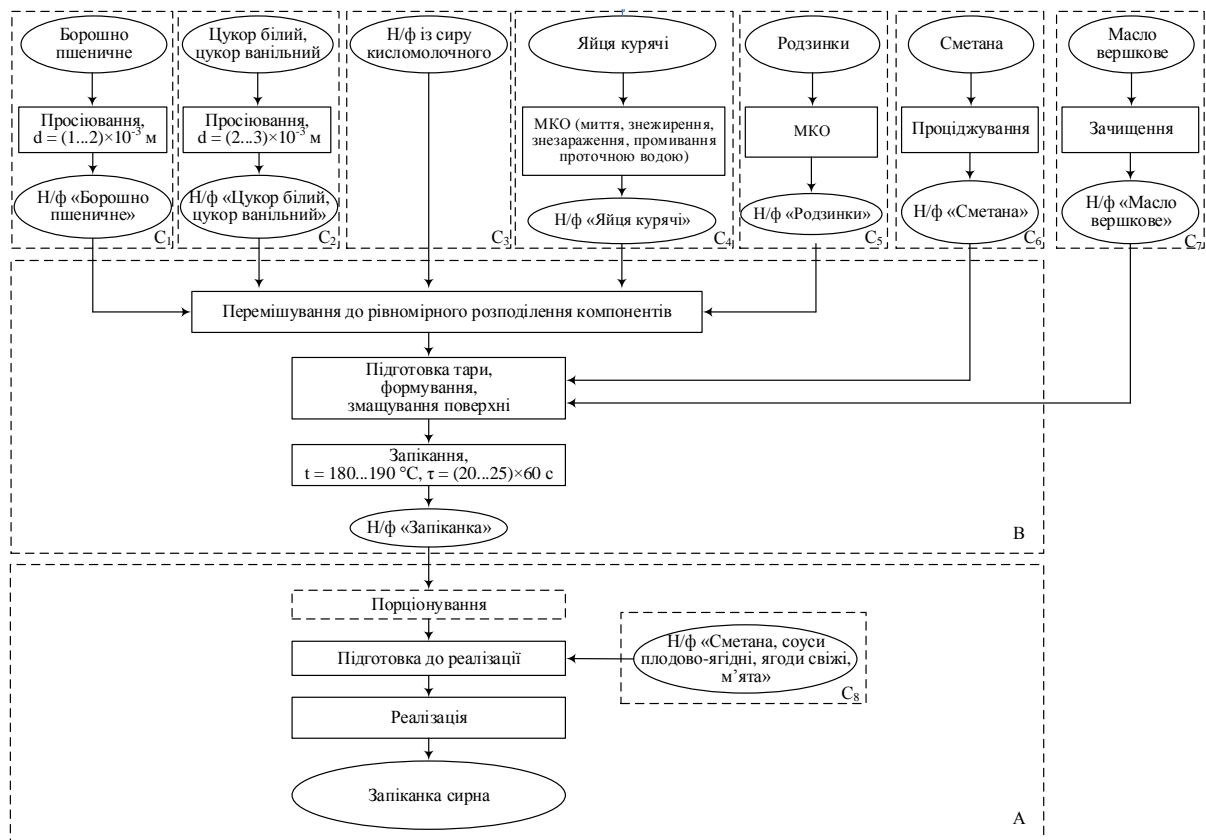 Борошно
пшеничне
Просіювання,
d = (1...2)×10⁻³ м
Н/ф «Борошно
пшеничне»
C₁
Цукор білий,
цукор ванільний
Просіювання,
d = (2...3)×10⁻³ м
Н/ф «Цукор білий,
цукор ванільний»
C₂
Н/ф із сиру
кисломолочного
C₃
Яйця курячі
МКО (миття, знежирення,
знезараження, промивання
проточною водою)
Н/ф «Яйця курячі»
C₄
Родзинки
МКО
Н/ф «Родзинки»
C₅
Сметана
Проціджування
Н/ф «Сметана»
C₆
Масло
вершкове
Зачищення
Н/ф «Масло
вершкове»
C₇
Перемішування до рівномірного розподілення компонентів
Підготовка тари,
формування,
змащування поверхні
Запікання,
t = 180...190 °C, τ = (20...25)×60 с
Н/ф «Запіканка»
B
Порціонування
Підготовка до реалізації
Н/ф «Сметана, соуси
плодово-ягідні, ягоди свіжі,
м’ята»
C₈
Реалізація
Запіканка сирна
A